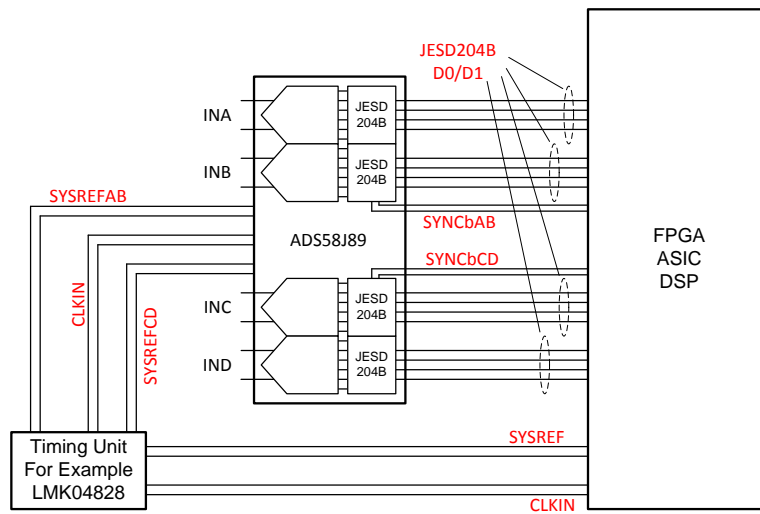 JESD204B
D0/D1
INA
JESD
204B
INB
JESD
204B
SYSREFAB
SYNCbAB
ADS58J89
FPGA
ASIC
DSP
SYNCbCD
CLKIN
SYSREFCD
INC
JESD
204B
IND
JESD
204B
Timing Unit
For Example
LMK04828
SYSREF
CLKIN